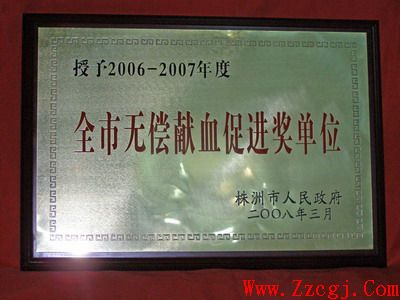 授予2006-2007年度
全市无偿献血促进奖单位
株洲市人民政府
二〇〇八年三月
Www.Zzcgj.Com